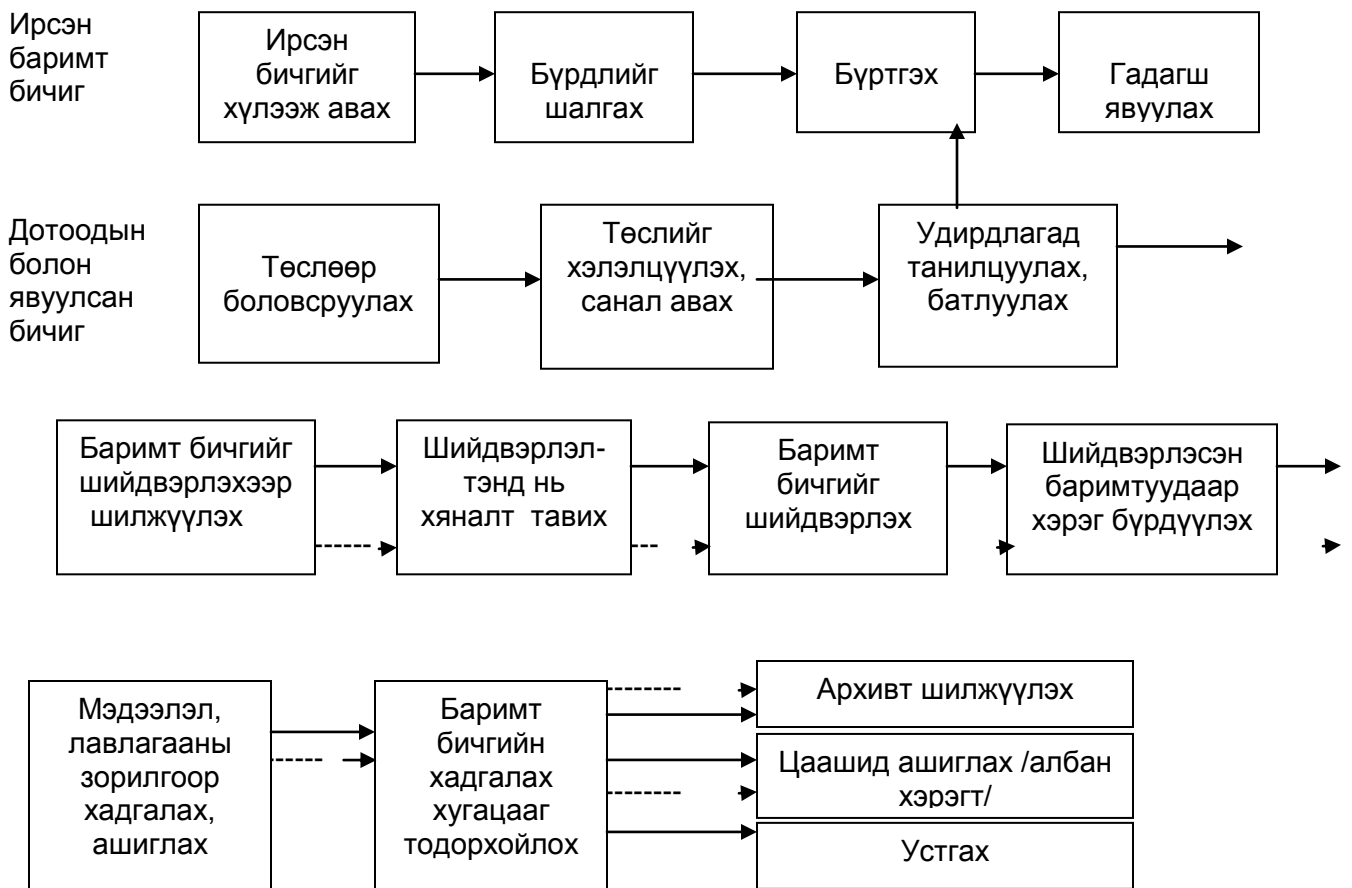 Ирсэн
баримт
бичиг
Ирсэн
бичгийг
хүлээж авах
Бүрдлийг
шалгах
Бүртгэх
Гадагш
явуулах
Дотоодын
болон
явуулсан
бичиг
Төслөөр
боловсруулах
Төслийг
хэлэлцүүлэх,
санал авах
Удирдлагад
танилцуулах,
батлуулах
Баримт бичгийг
шийдвэрлэхээр
шилжүүлэх
Шийдвэрлэл-
тэнд нь
хяналт тавих
Баримт
бичгийг
шийдвэрлэх
Шийдвэрлэсэн
баримтуудаар
хэрэг бүрдүүлэх
Мэдээлэл,
лавлагааны
зорилгоор
хадгалах,
ашиглах
Баримт
бичгийн
хадгалах
хугацааг
тодорхойлох
Архивт шилжүүлэх
Цаашид ашиглах /албан
хэрэгт/
Устгах